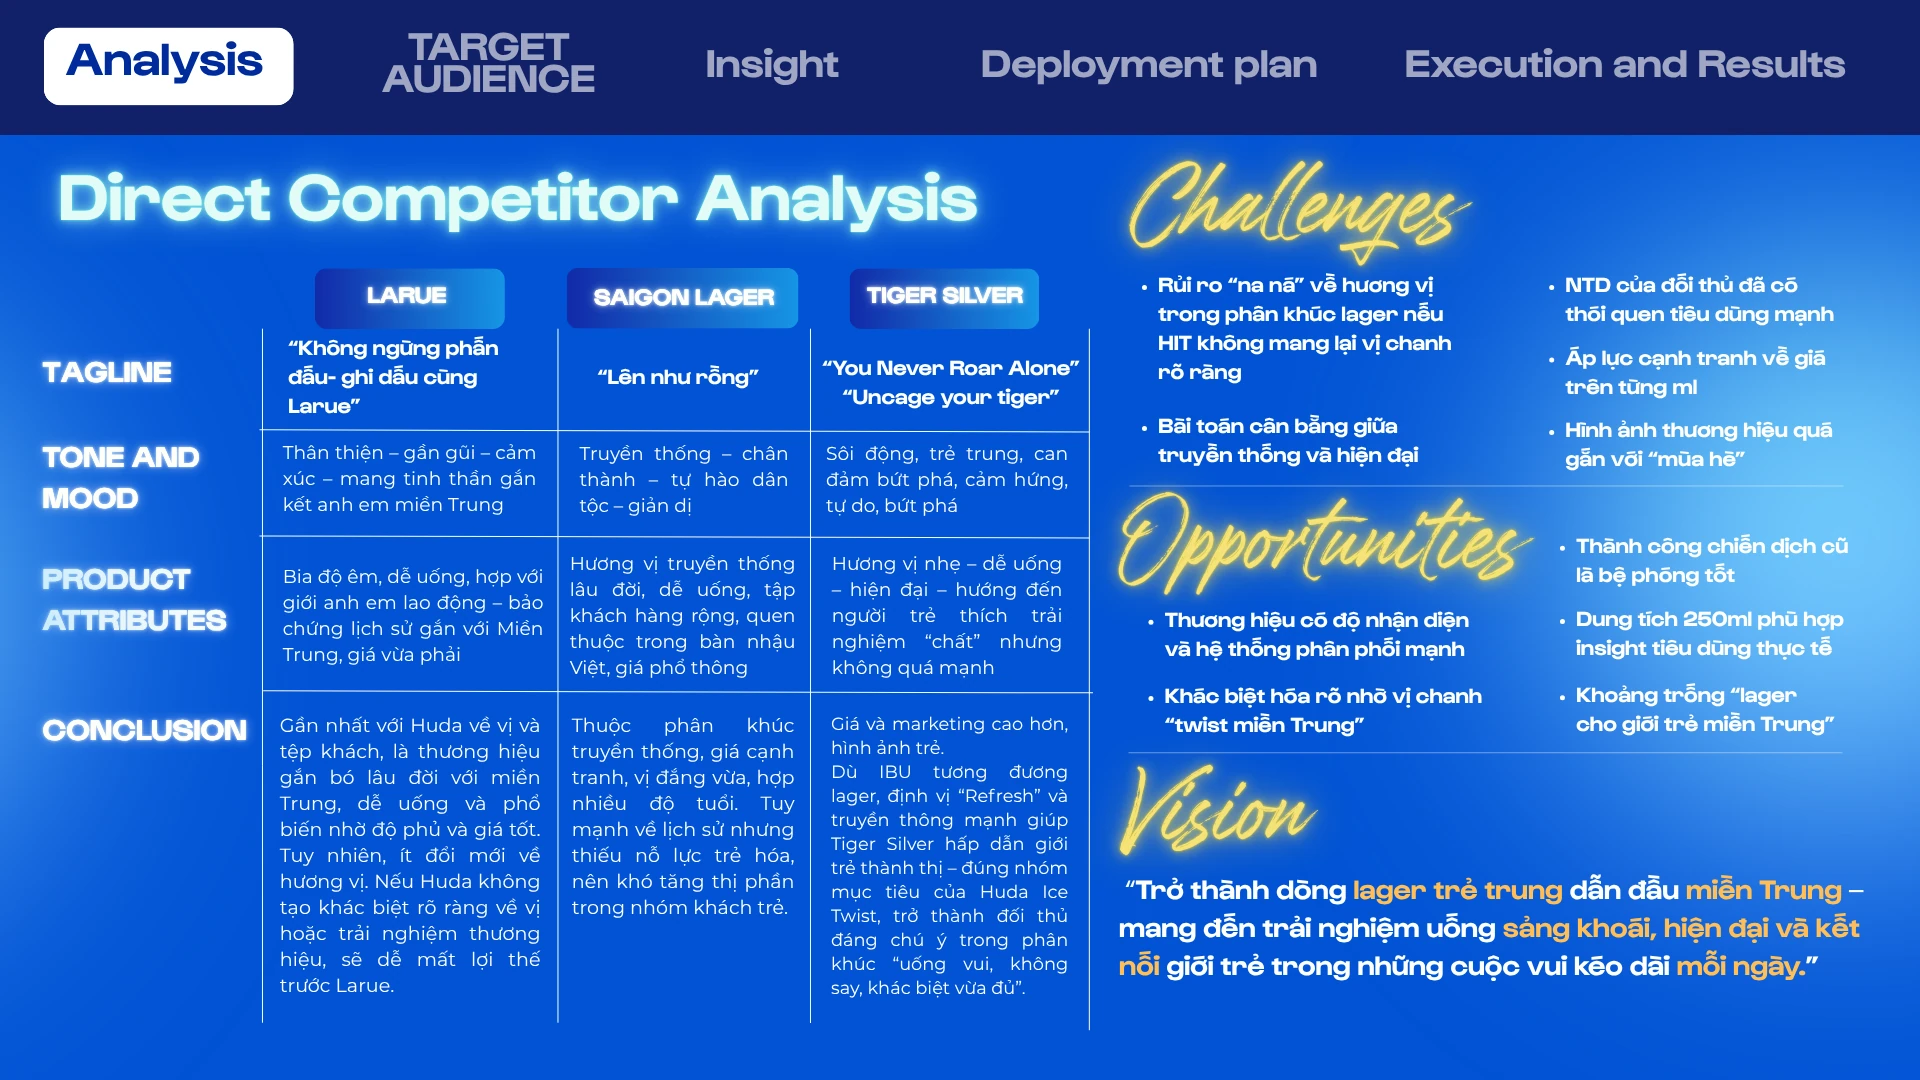 Analysis
TARGET
AUDIENCE
Insight
Deployment plan
Execution and Results
Direct Competitor Analysis
LARUE
SAIGON LAGER
TIGER SILVER
TAGLINE
“Không ngừng phấn
đấu- ghi dấu cùng
Larue”
“Lên như rồng”
“You Never Roar Alone”
“Uncage your tiger”
TONE AND
MOOD
Thân thiện – gần gũi – cảm
xúc – mang tinh thần gắn
kết anh em miền Trung
Truyền thống – chân
thành – tự hào dân
tộc – giản dị
Sôi động, trẻ trung, can
đảm bứt phá, cảm hứng,
tự do, bứt phá
PRODUCT
ATTRIBUTES
Bia độ êm, dễ uống, hợp với
giới anh em lao động – bảo
chứng lịch sử gắn với Miền
Trung, giá vừa phải
Hương vị truyền thống
lâu đời, dễ uống, tập
khách hàng rộng, quen
thuộc trong bàn nhậu
Việt, giá phổ thông
Hương vị nhẹ – dễ uống
– hiện đại – hướng đến
người trẻ thích trải
nghiệm “chất” nhưng
không quá mạnh
CONCLUSION
Gần nhất với Huda về vị và
tệp khách, là thương hiệu
gắn bó lâu đời với miền
Trung, dễ uống và phổ
biến nhờ độ phủ và giá tốt.
Tuy nhiên, ít đổi mới về
hương vị. Nếu Huda không
tạo khác biệt rõ ràng về vị
hoặc trải nghiệm thương
hiệu, sẽ dễ mất lợi thế
trước Larue.
Thuộc phân khúc
truyền thống, giá cạnh
tranh, vị đắng vừa, hợp
nhiều độ tuổi. Tuy
mạnh về lịch sử nhưng
thiếu nỗ lực trẻ hóa,
nên khó tăng thị phần
trong nhóm khách trẻ.
Giá và marketing cao hơn,
hình ảnh trẻ.
Dù IBU tương đương
lager, định vị “Refresh” và
truyền thông mạnh giúp
Tiger Silver hấp dẫn giới
trẻ thành thị – đúng nhóm
mục tiêu của Huda Ice
Twist, trở thành đối thủ
đáng chú ý trong phân
khúc “uống vui, không
say, khác biệt vừa đủ”.
Challenges
• Rủi ro “na ná” về hương vị
trong phân khúc lager nếu
HIT không mang lại vị chanh
rõ ràng
• Bài toán cân bằng giữa
truyền thống và hiện đại
• NTD của đối thủ đã có
thói quen tiêu dùng mạnh
• Áp lực cạnh tranh về giá
trên từng ml
• Hình ảnh thương hiệu quá
gắn với “mùa hè”
Opportunities
• Thương hiệu có độ nhận diện
và hệ thống phân phối mạnh
• Khác biệt hóa rõ nhờ vị chanh
“twist miền Trung”
• Thành công chiến dịch cũ
là bệ phóng tốt
• Dung tích 250ml phù hợp
insight tiêu dùng thực tế
• Khoảng trống “lager
cho giới trẻ miền Trung”
Vision
“Trở thành dòng lager trẻ trung dẫn đầu miền Trung –
mang đến trải nghiệm uống sảng khoái, hiện đại và kết
nối giới trẻ trong những cuộc vui kéo dài mỗi ngày.”